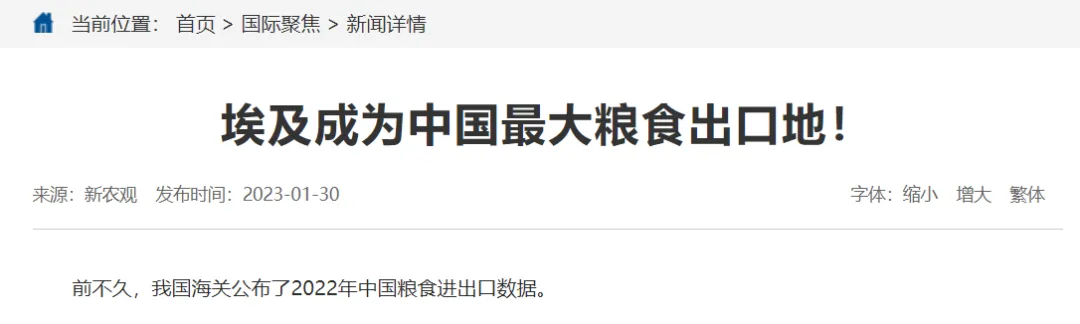 当前位置： 首页 > 国际聚焦 > 新闻详情
埃及成为中国最大粮食出口地！
来源：新农观 发布时间：2023-01-30 字体：缩小 增大 繁体
前不久，我国海关公布了2022年中国粮食进出口数据。